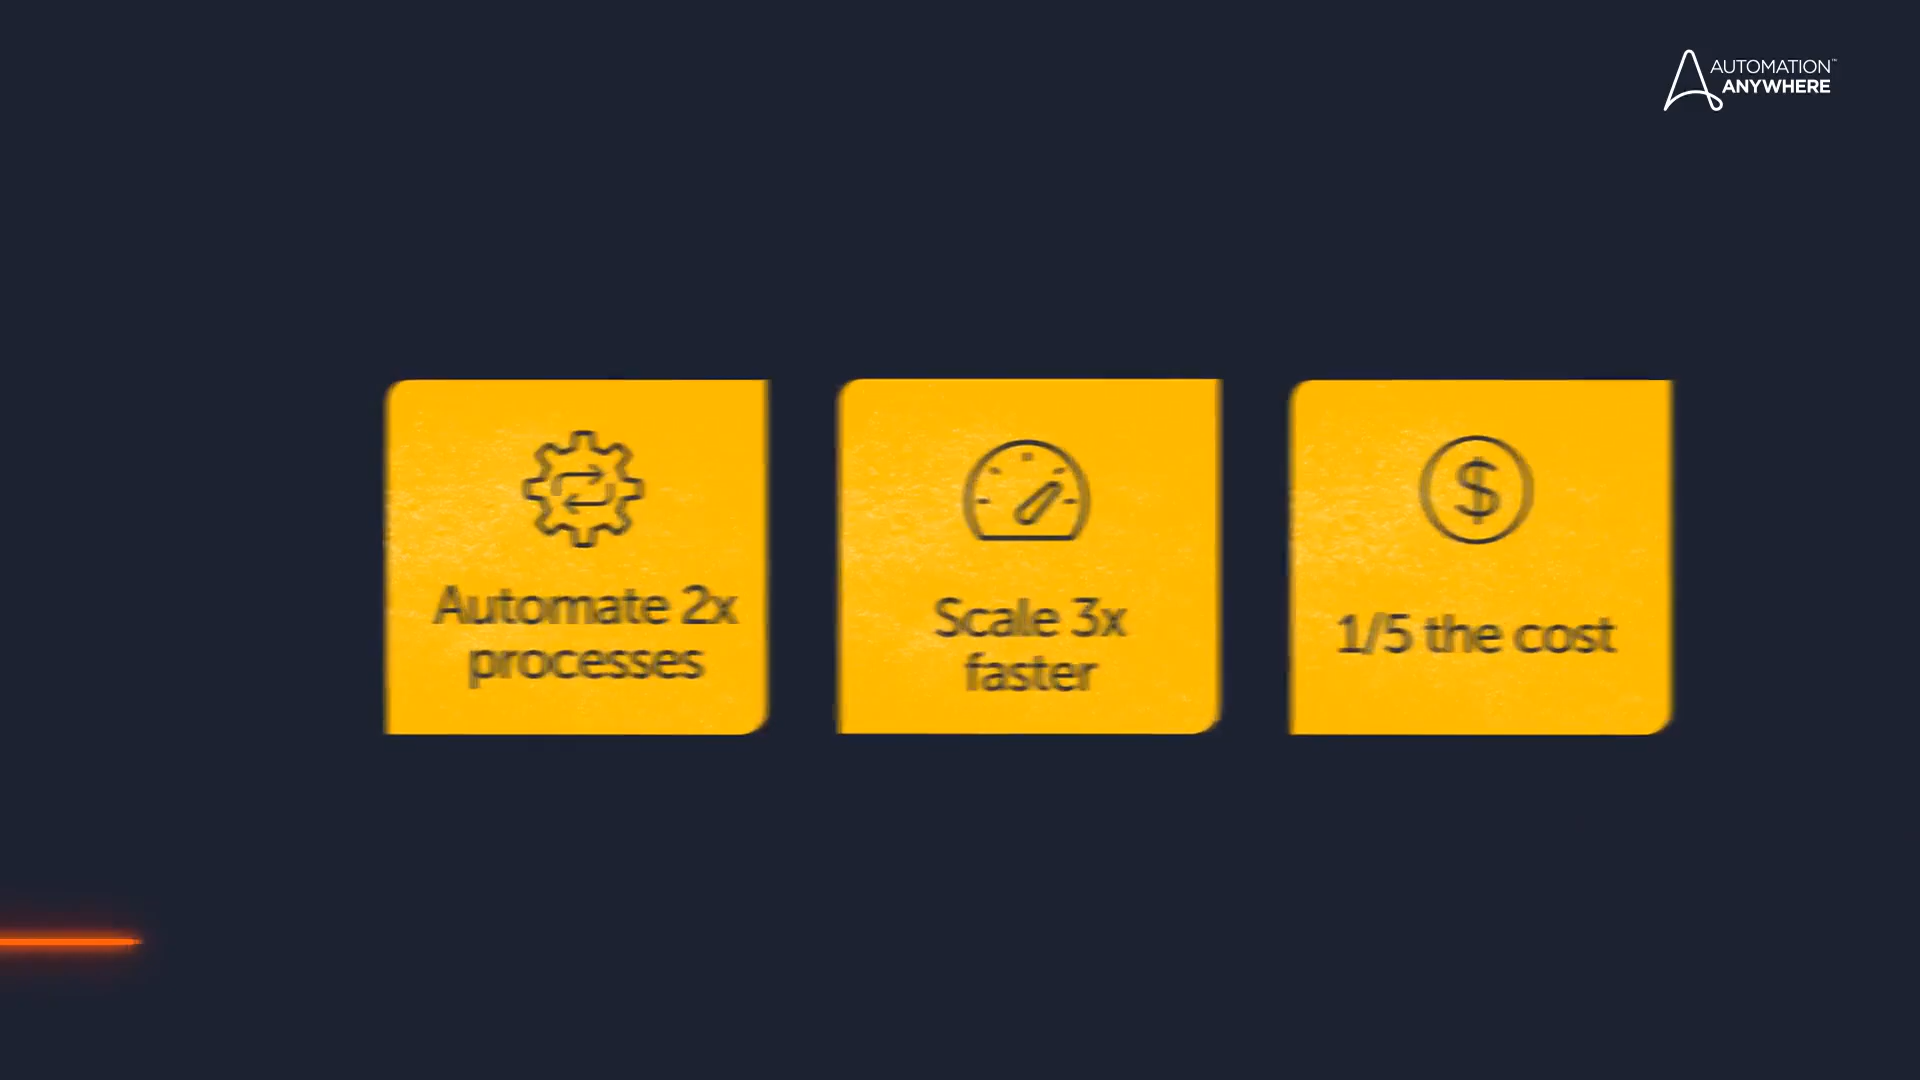 AUTOMATION™
ANYWHERE
Automate 2x
processes
Scale 3x
faster
$
1/5 the cost